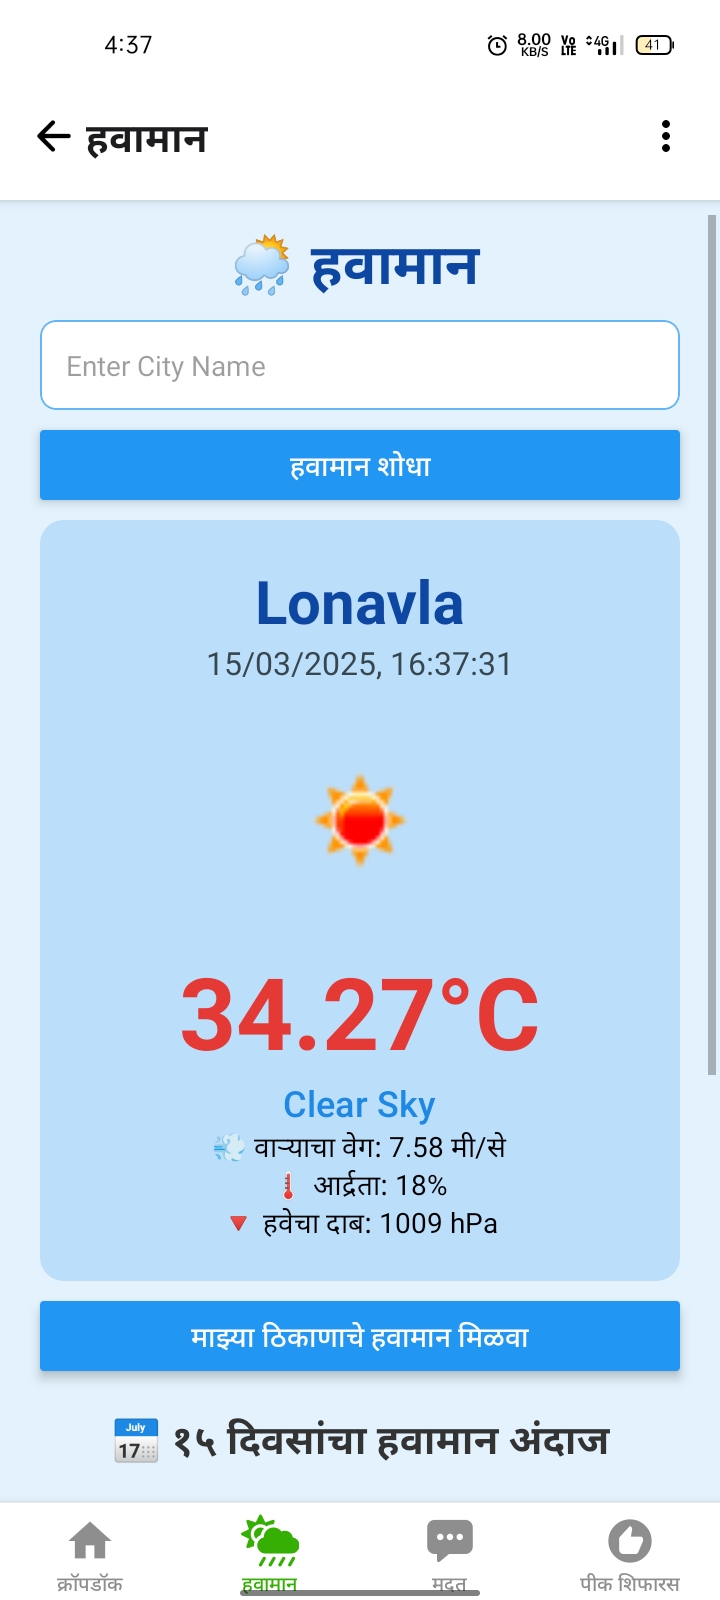 4:37
8.00 KB/S Vo LTE 4G 41
हवामान
हवामान
Enter City Name
हवामान शोधा
Lonavla
15/03/2025, 16:37:31
34.27°C
Clear Sky
वाऱ्याचा वेग: 7.58 मी/से
आर्द्रता: 18%
हवेचा दाब: 1009 hPa
माझ्या ठिकाणाचे हवामान मिळवा
July 17 १५ दिवसांचा हवामान अंदाज
क्रॉपडॉक हवामान मदत पीक शिफारस